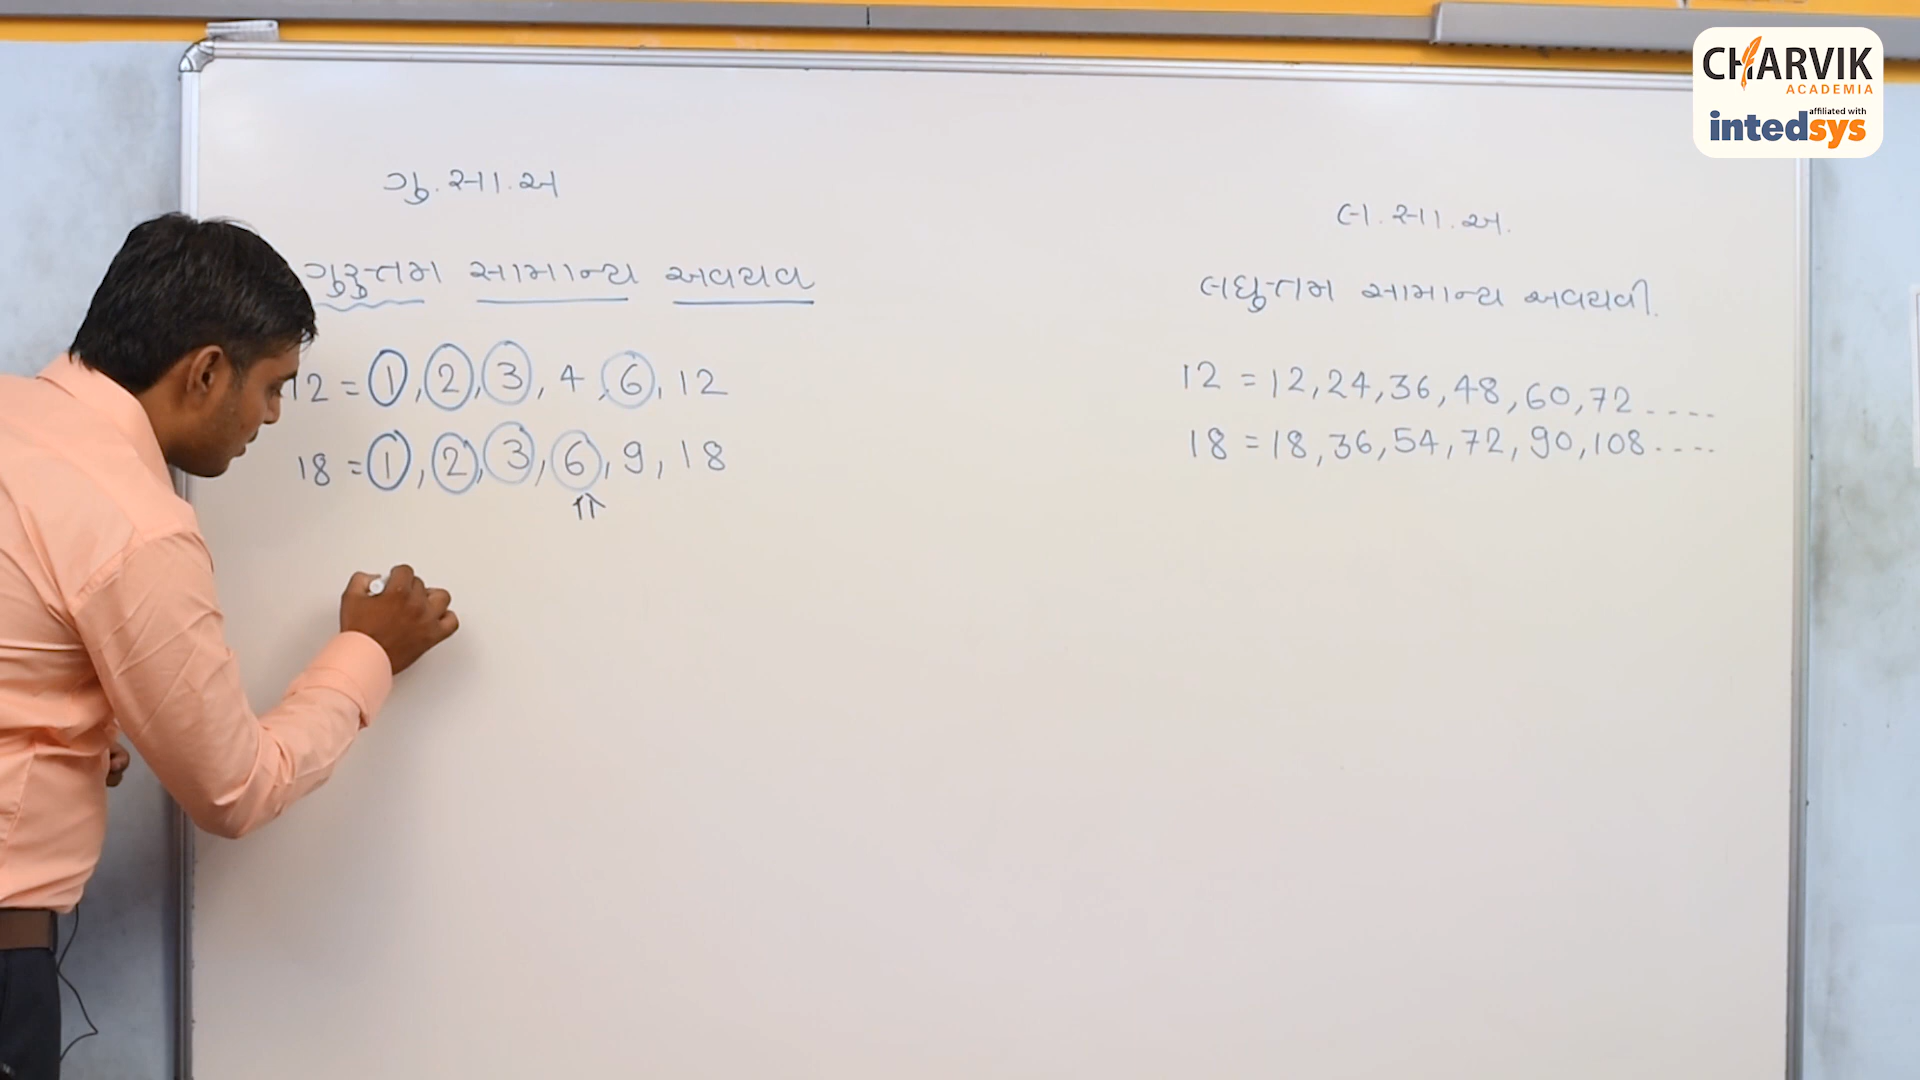 CHARVIK
ACADEMIA
affiliated with
intedsys
ગુ.સા.અ
ગુરુત્તમ સામાન્ય અવયવ
12 = 1, 2, 3, 4, 6, 12
18 = 1, 2, 3, 6, 9, 18
લ.સા.અ.
લઘુત્તમ સામાન્ય અવયવી.
12 = 12, 24, 36, 48, 60, 72 ....
18 = 18, 36, 54, 72, 90, 108 ....